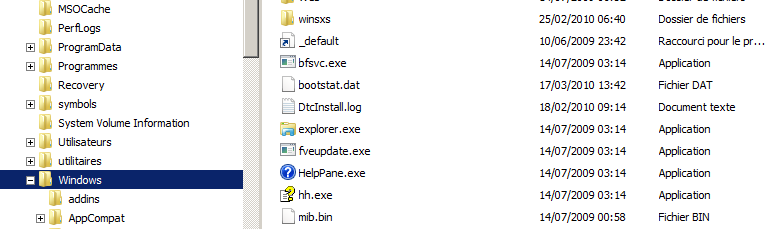 MSOCache
PerfLogs
ProgramData
Programmes
Recovery
symbols
System Volume Information
Utilisateurs
utilitaires
Windows
addins
AppCompat
winsxs 25/02/2010 06:40 Dossier de fichiers
_default 10/06/2009 23:42 Raccourci pour le pr...
bfsvc.exe 14/07/2009 03:14 Application
bootstat.dat 17/03/2010 13:42 Fichier DAT
DtcInstall.log 18/02/2010 09:14 Document texte
explorer.exe 14/07/2009 03:14 Application
fveupdate.exe 14/07/2009 03:14 Application
HelpPane.exe 14/07/2009 03:14 Application
hh.exe 14/07/2009 03:14 Application
mib.bin 14/07/2009 00:58 Fichier BIN